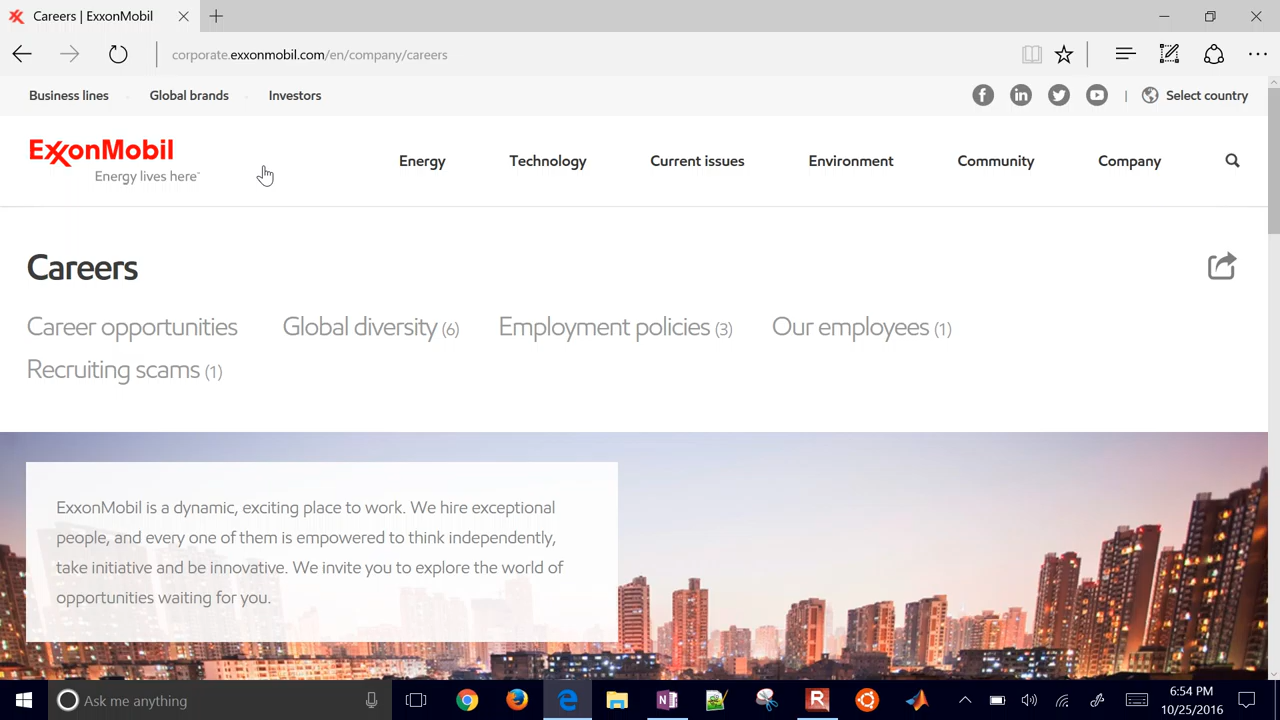 Careers | ExxonMobil
corporate.exxonmobil.com/en/company/careers
Business lines Global brands Investors
f in | Select country
ExxonMobil
Energy lives here™
Energy Technology Current issues Environment Community Company
Careers
Career opportunities Global diversity (6) Employment policies (3) Our employees (1)
Recruiting scams (1)
ExxonMobil is a dynamic, exciting place to work. We hire exceptional
people, and every one of them is empowered to think independently,
take initiative and be innovative. We invite you to explore the world of
opportunities waiting for you.
Ask me anything
6:54 PM
10/25/2016